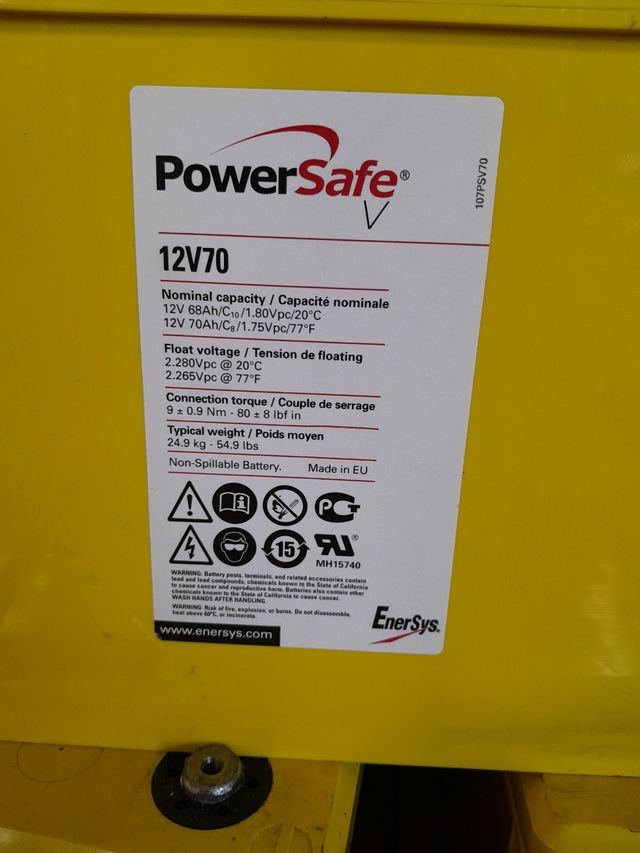 PowerSafe®
V
107PSV70
12V70
Nominal capacity / Capacité nominale
12V 68Ah/C₁₀/1.80Vpc/20°C
12V 70Ah/C₈/1.75Vpc/77°F
Float voltage / Tension de floating
2.280Vpc @ 20°C
2.265Vpc @ 77°F
Connection torque / Couple de serrage
9 ± 0.9 Nm - 80 ± 8 lbf in
Typical weight / Poids moyen
24.9 kg - 54.9 lbs
Non-Spillable Battery. Made in EU
15
MH15740
WARNING: Battery posts, terminals, and related accessories contain
lead and lead compounds, chemicals known to the State of California
to cause cancer and reproductive harm. Batteries also contain other
chemicals known to the State of California to cause cancer.
WASH HANDS AFTER HANDLING.
WARNING: Risk of fire, explosion, or burns. Do not disassemble,
heat above 60°C, or incinerate.
www.enersys.com
EnerSys.